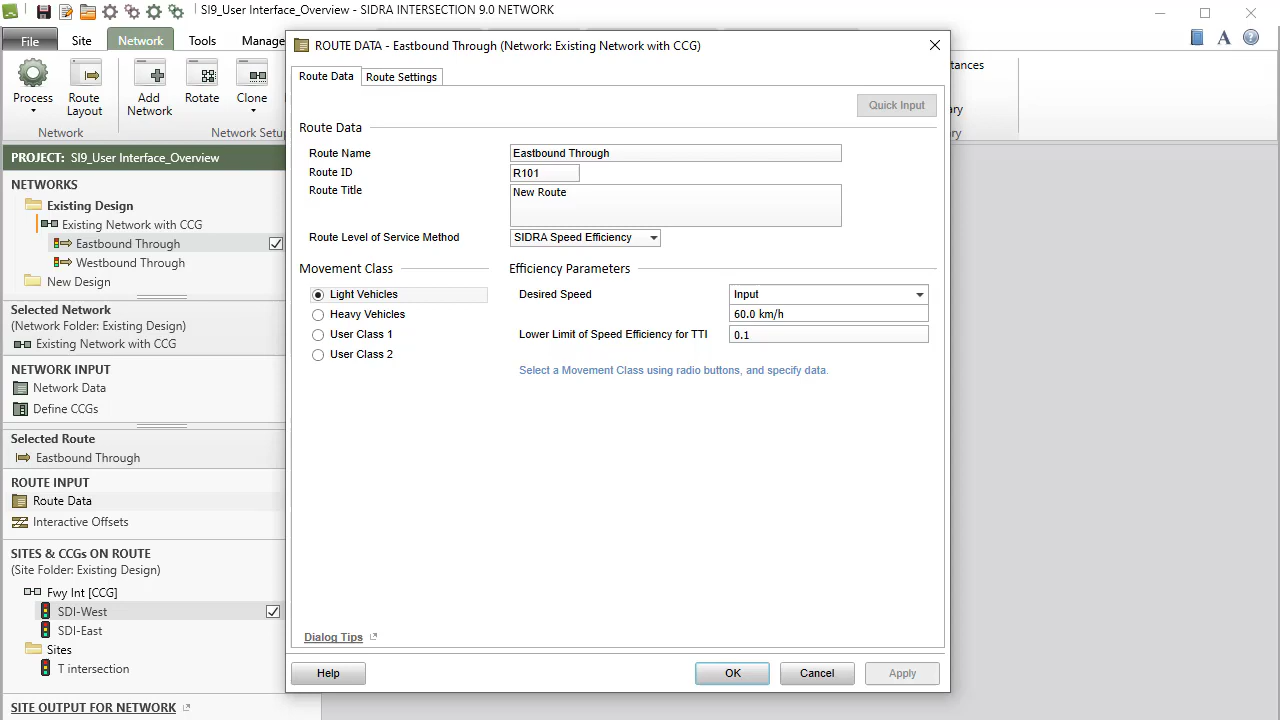 SI9_User Interface_Overview - SIDRA INTERSECTION 9.0 NETWORK
File
Site
Network
Tools
Manage
Process
Route Layout
Add Network
Rotate
Clone
Network
Network Setup
tances
ary
ry
ROUTE DATA - Eastbound Through (Network: Existing Network with CCG)
Route Data
Route Settings
Quick Input
Route Data
Route Name
Eastbound Through
Route ID
R101
Route Title
New Route
Route Level of Service Method
SIDRA Speed Efficiency
Movement Class
Light Vehicles
Heavy Vehicles
User Class 1
User Class 2
Efficiency Parameters
Desired Speed
Input
60.0 km/h
Lower Limit of Speed Efficiency for TTI
0.1
Select a Movement Class using radio buttons, and specify data.
Dialog Tips
Help
OK
Cancel
Apply
PROJECT: SI9_User Interface_Overview
NETWORKS
Existing Design
Existing Network with CCG
Eastbound Through
Westbound Through
New Design
Selected Network
(Network Folder: Existing Design)
Existing Network with CCG
NETWORK INPUT
Network Data
Define CCGs
Selected Route
Eastbound Through
ROUTE INPUT
Route Data
Interactive Offsets
SITES & CCGs ON ROUTE
(Site Folder: Existing Design)
Fwy Int [CCG]
SDI-West
SDI-East
Sites
T intersection
SITE OUTPUT FOR NETWORK